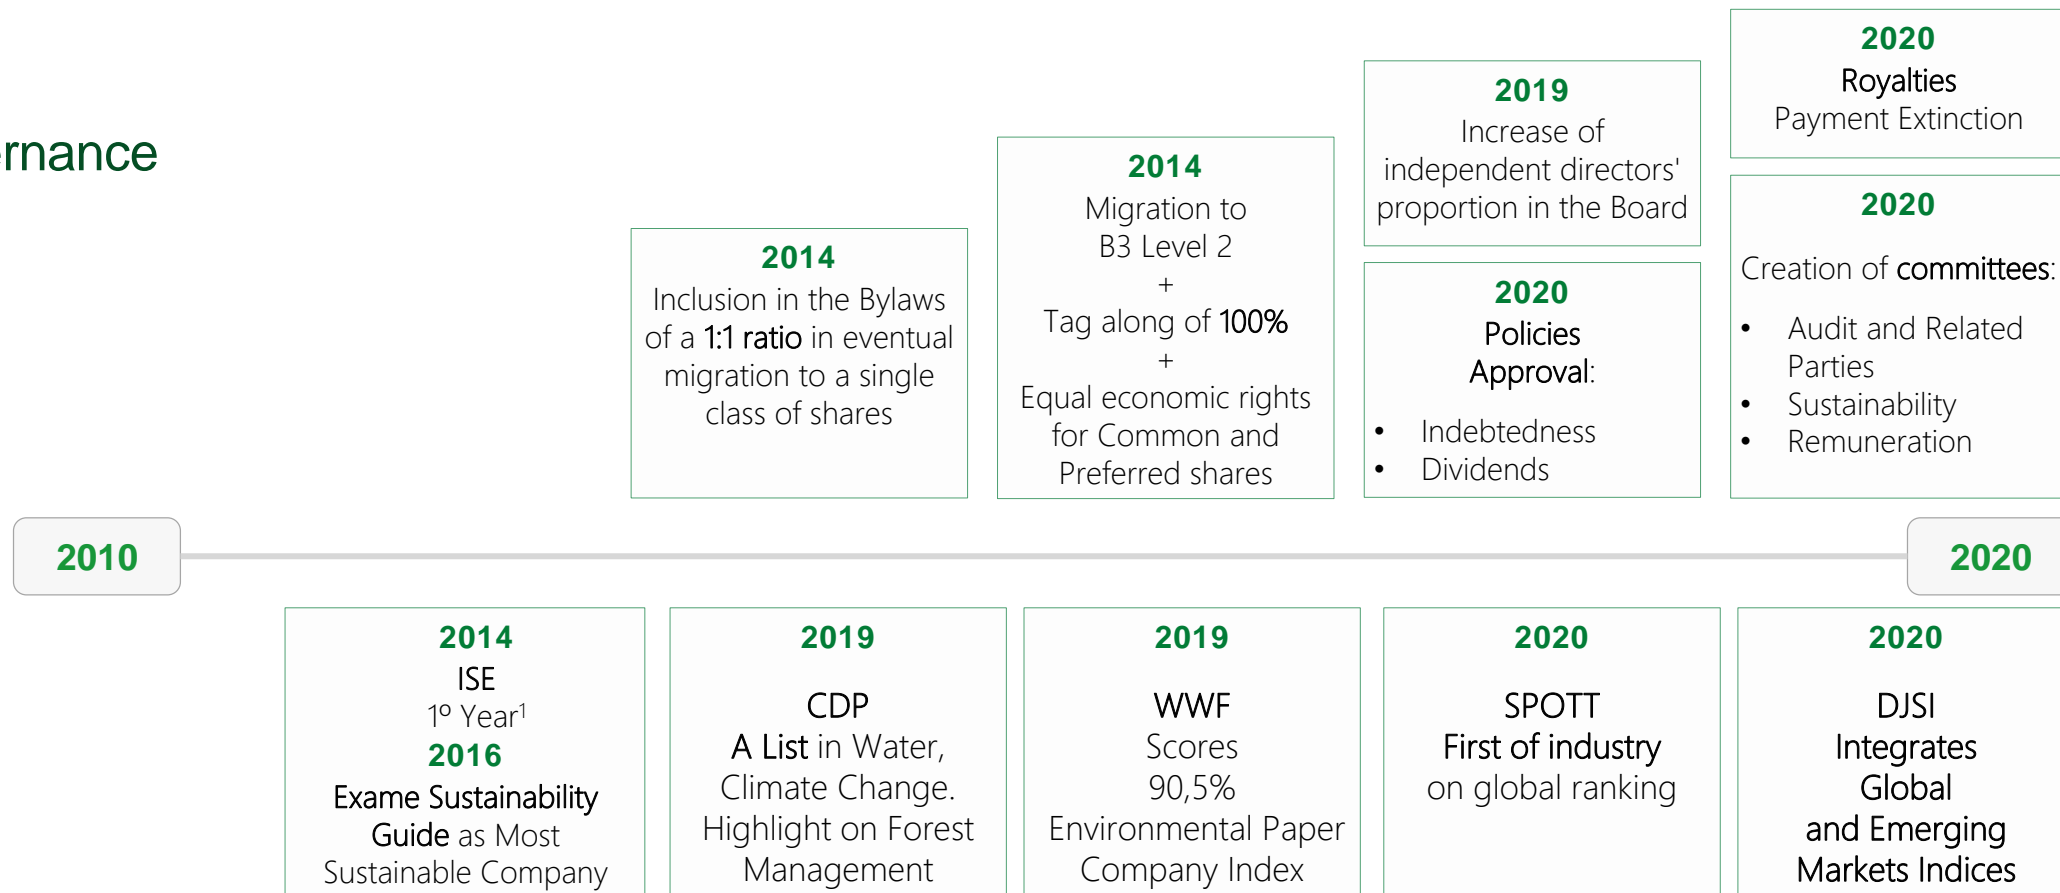 ernance
2014
Inclusion in the Bylaws
of a 1:1 ratio in eventual
migration to a single
class of shares
2014
Migration to
B3 Level 2
+
Tag along of 100%
+
Equal economic rights
for Common and
Preferred shares
2019
Increase of
independent directors'
proportion in the Board
2020
Policies
Approval:
• Indebtedness
• Dividends
2020
Royalties
Payment Extinction
2020
Creation of committees:
• Audit and Related
Parties
• Sustainability
• Remuneration
2010
2020
2014
ISE
1º Year¹
2016
Exame Sustainability
Guide as Most
Sustainable Company
2019
CDP
A List in Water,
Climate Change.
Highlight on Forest
Management
2019
WWF
Scores
90,5%
Environmental Paper
Company Index
2020
SPOTT
First of industry
on global ranking
2020
DJSI
Integrates
Global
and Emerging
Markets Indices